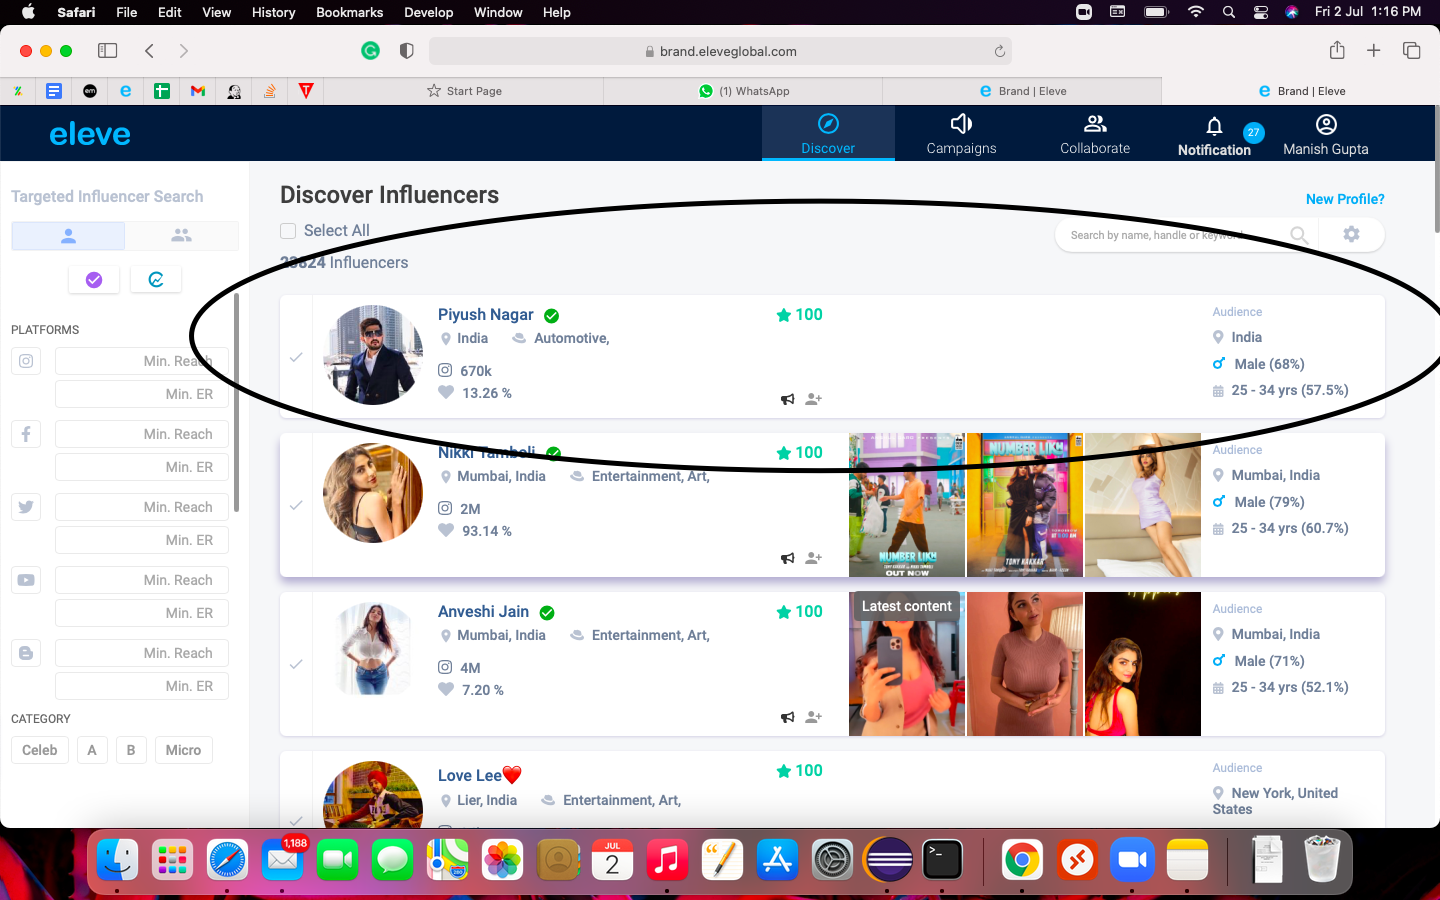 Safari File Edit View History Bookmarks Develop Window Help Fri 2 Jul 1:16 PM
brand.eleveglobal.com
Start Page (1) WhatsApp Brand | Eleve Brand | Eleve
eleve
Discover Campaigns Collaborate Notification 27 Manish Gupta
Targeted Influencer Search
PLATFORMS
Min. Reach
Min. ER
Min. Reach
Min. ER
Min. Reach
Min. ER
Min. Reach
Min. ER
Min. Reach
Min. ER
CATEGORY
Celeb A B Micro
Discover Influencers
New Profile?
Select All
Search by name, handle or keyword
Influencers
Piyush Nagar 100
India Automotive,
670k
13.26 %
Audience
India
Male (68%)
25 - 34 yrs (57.5%)
Nikki Tamboli 100
Mumbai, India Entertainment, Art,
2M
93.14 %
NUMBER LIKH
OUT NOW
NUMBER LIKH
TONY KAKKAR
Audience
Mumbai, India
Male (79%)
25 - 34 yrs (60.7%)
Anveshi Jain 100
Mumbai, India Entertainment, Art,
4M
7.20 %
Latest content
Audience
Mumbai, India
Male (71%)
25 - 34 yrs (52.1%)
Love Lee❤️ 100
Lier, India Entertainment, Art,
Audience
New York, United
States
1,188
JUL
2
280